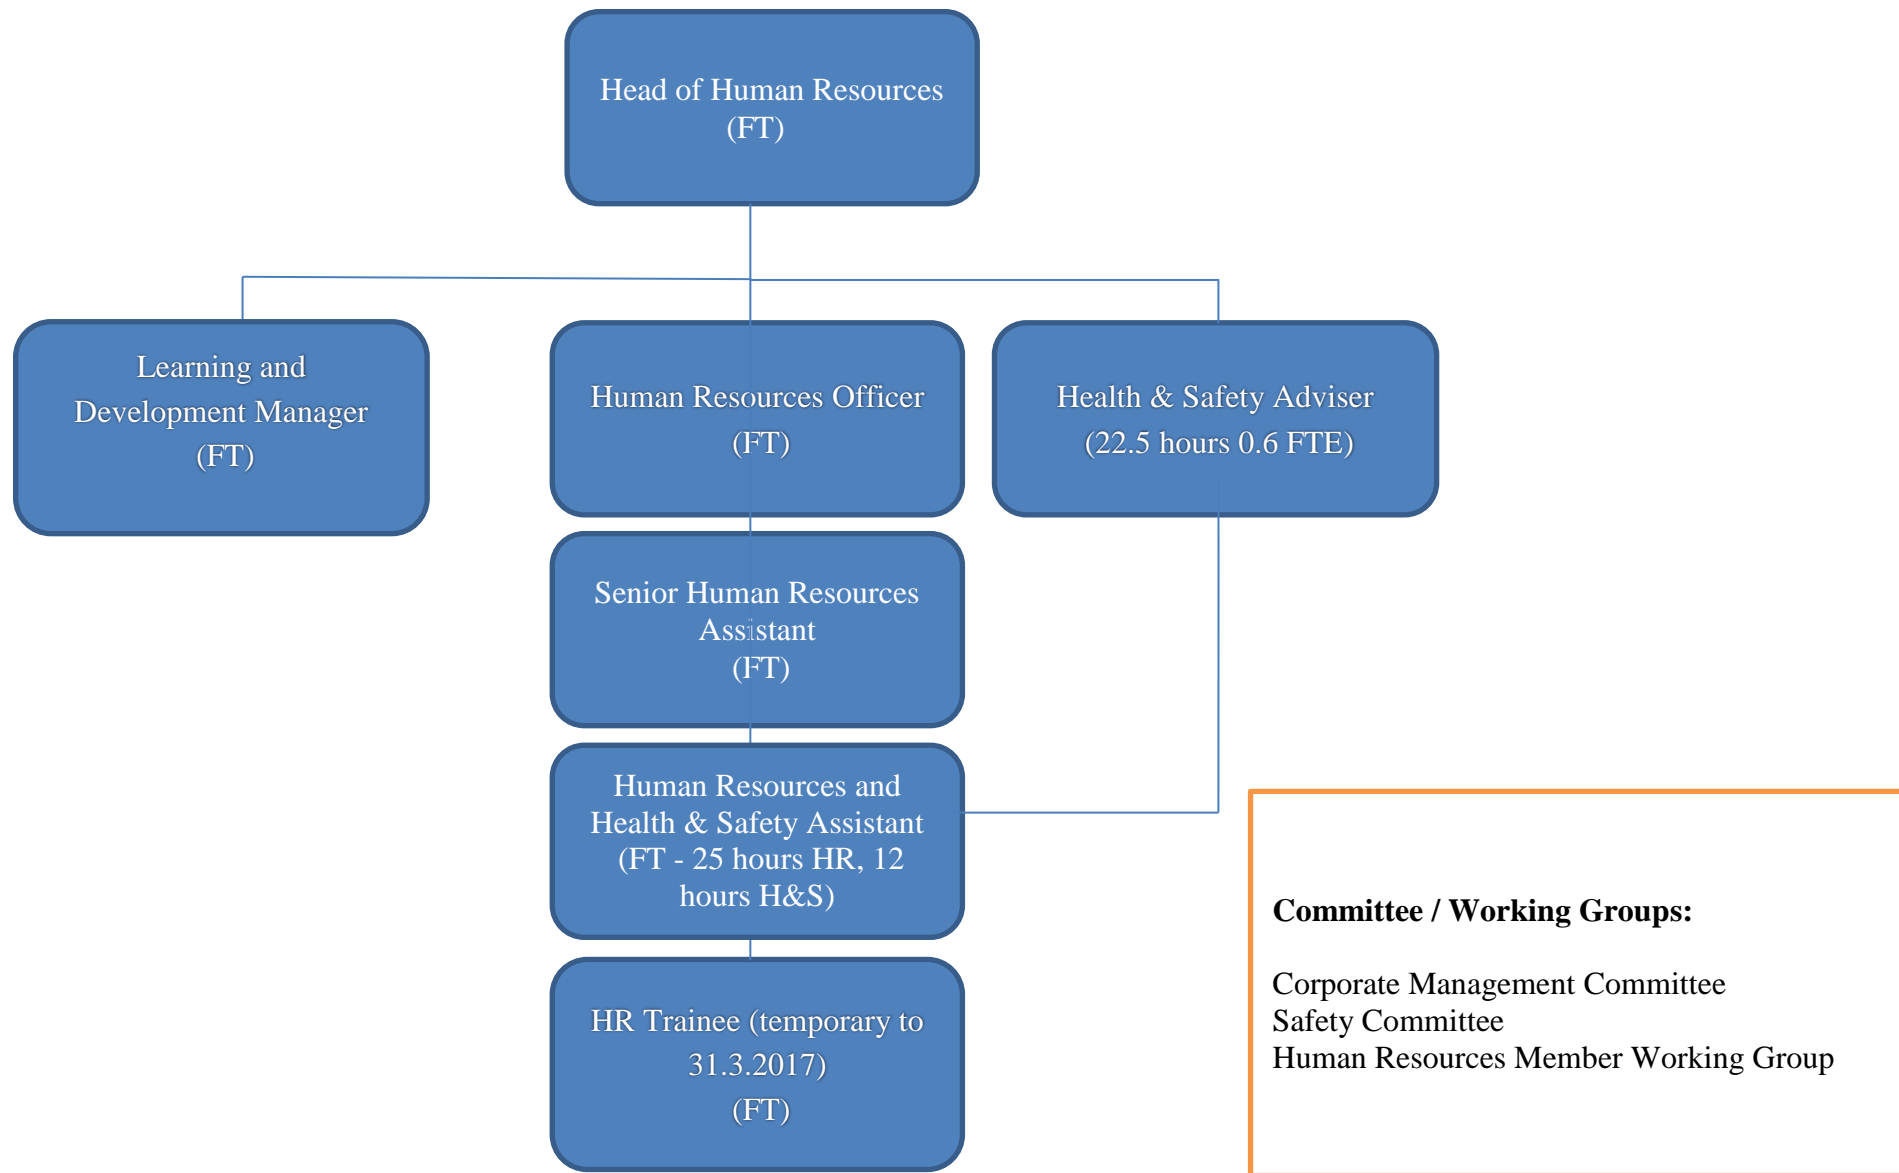 Head of Human Resources
(FT)
Learning and
Development Manager
(FT)
Human Resources Officer
(FT)
Health & Safety Adviser
(22.5 hours 0.6 FTE)
Senior Human Resources
Assistant
(FT)
Human Resources and
Health & Safety Assistant
(FT - 25 hours HR, 12
hours H&S)
HR Trainee (temporary to
31.3.2017)
(FT)
Committee / Working Groups:
Corporate Management Committee
Safety Committee
Human Resources Member Working Group